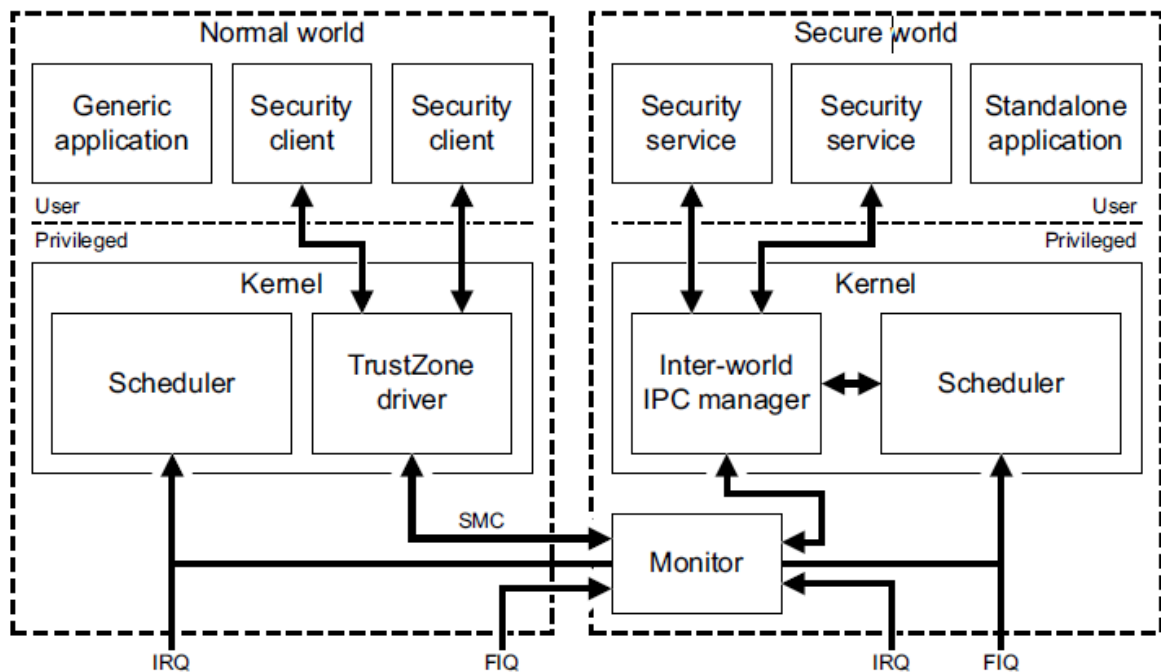 Normal world
Generic
application
Security
client
Security
client
User
Privileged
Kernel
Scheduler
TrustZone
driver
SMC
IRQ
FIQ
Secure world
Security
service
Security
service
Standalone
application
User
Privileged
Kernel
Inter-world
IPC manager
Scheduler
Monitor
IRQ
FIQ